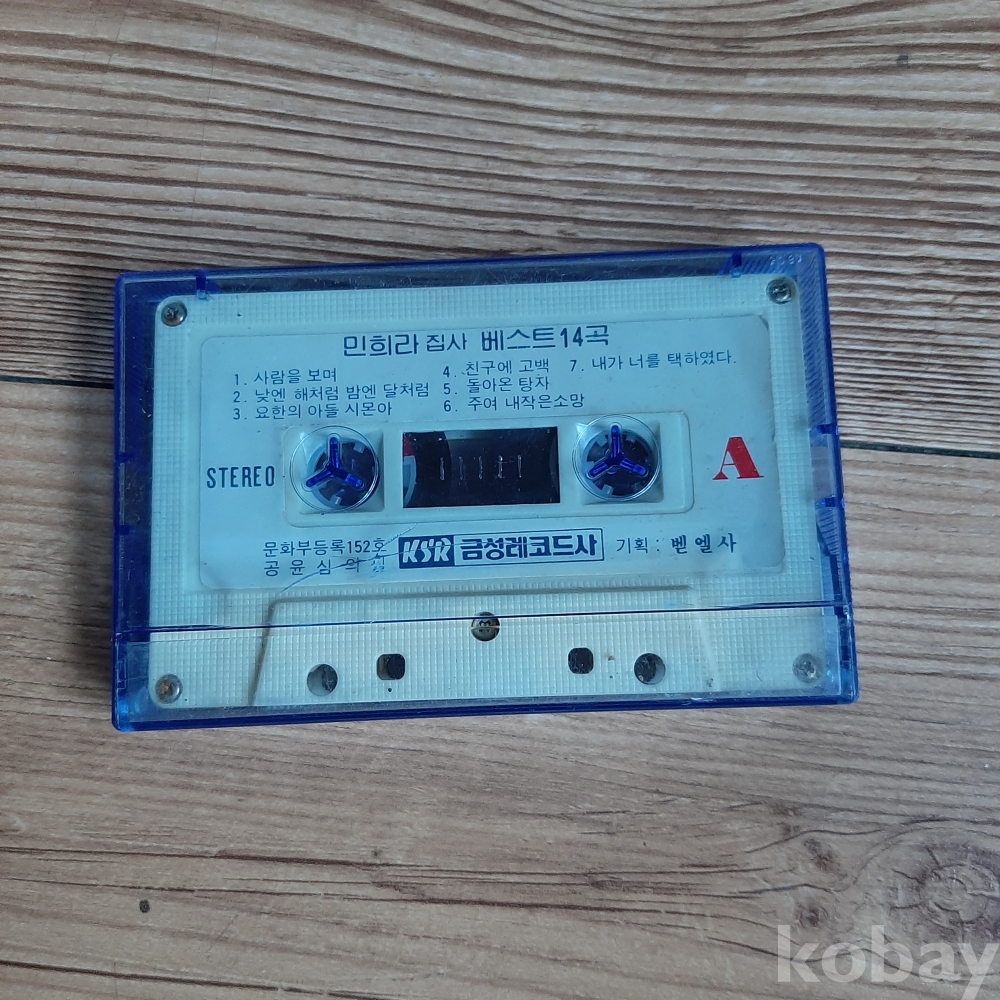 민희라 집사 베스트14곡
1. 사람을 보며
2. 낮엔 해처럼 밤엔 달처럼
3. 요한의 아들 시몬아
4. 친구에 고백
5. 돌아온 탕자
6. 주여 내작은소망
7. 내가 너를 택하였다.
STEREO
A
문화부등록152호
공윤심의필
KSR 금성레코드사
기획: 벧엘사
kobay